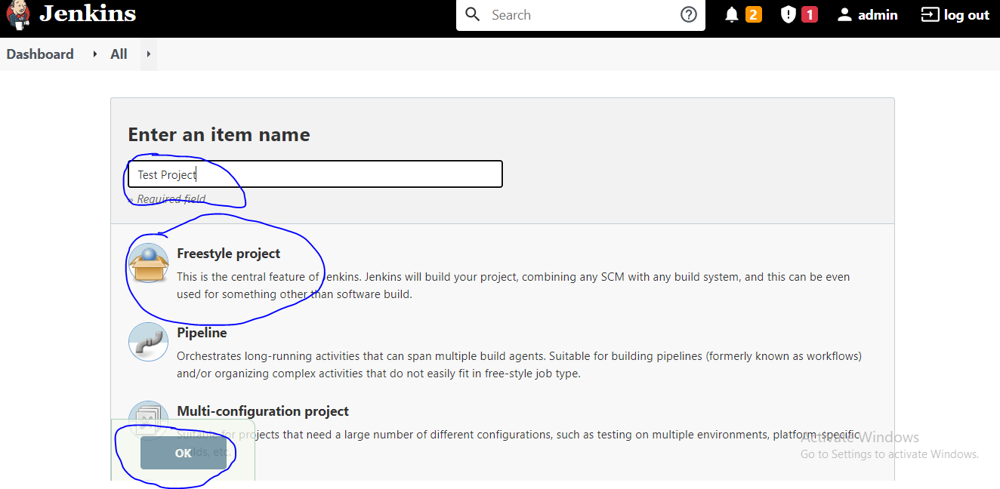 Jenkins
Search
2
1
admin
log out
Dashboard
All
Enter an item name
Test Project
» Required field
Freestyle project
This is the central feature of Jenkins. Jenkins will build your project, combining any SCM with any build system, and this can be even
used for something other than software build.
Pipeline
Orchestrates long-running activities that can span multiple build agents. Suitable for building pipelines (formerly known as workflows)
and/or organizing complex activities that do not easily fit in free-style job type.
Multi-configuration project
Suitable for projects that need a large number of different configurations, such as testing on multiple environments, platform-specific
builds, etc.
OK
Activate Windows
Go to Settings to activate Windows.